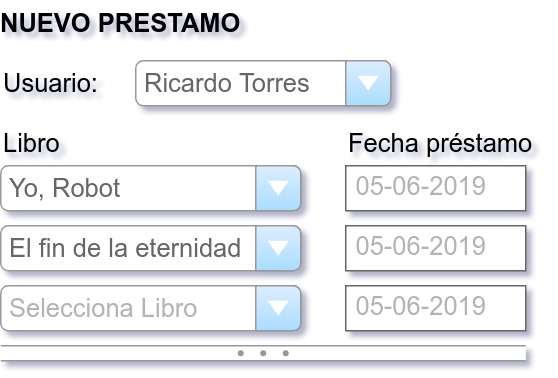 NUEVO PRESTAMO
Usuario: Ricardo Torres
Libro Fecha préstamo
Yo, Robot 05-06-2019
El fin de la eternidad 05-06-2019
Selecciona Libro 05-06-2019